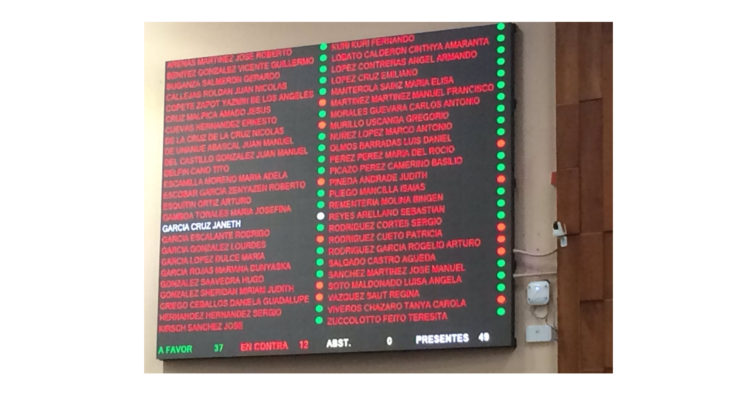 ARENAS MARTINEZ JOSE ROBERTO
BENITEZ GONZALEZ VICENTE GUILLERMO
BUGANZA SALMERON GERARDO
CALLEJAS ROLDAN JUAN NICOLAS
COPETE ZAPOT YAZMIN DE LOS ANGELES
CRUZ MALPICA AMADO JESUS
CUEVAS HERNANDEZ ERNESTO
DE LA CRUZ DE LA CRUZ NICOLAS
DE UNANUE ABASCAL JUAN MANUEL
DEL CASTILLO GONZALEZ JUAN MANUEL
DELFIN CANO TITO
ESCAMILLA MORENO MARIA ADELA
ESCOBAR GARCIA ZENYAZEN ROBERTO
ESQUITIN ORTIZ ARTURO
GAMBOA TORALES MARIA JOSEFINA
GARCIA CRUZ JANETH
GARCIA ESCALANTE RODRIGO
GARCIA GONZALEZ LOURDES
GARCIA LOPEZ DULCE MARIA
GARCIA ROJAS MARIANA DUNYASKA
GONZALEZ SAAVEDRA HUGO
GONZALEZ SHERIDAN MIRIAM JUDITH
GRIEGO CEBALLOS DANIELA GUADALUPE
HERNANDEZ HERNANDEZ SERGIO
KIRSCH SANCHEZ JOSE
KURI KURI FERNANDO
LOBATO CALDERON CINTHYA AMARANTA
LOPEZ CONTRERAS ANGEL ARMANDO
LOPEZ CRUZ EMILIANO
MANTEROLA SAINZ MARIA ELISA
MARTINEZ MARTINEZ MANUEL FRANCISCO
MORALES GUEVARA CARLOS ANTONIO
MURILLO USCANGA GREGORIO
NUÑEZ LOPEZ MARCO ANTONIO
OLMOS BARRADAS LUIS DANIEL
PEREZ PEREZ MARIA DEL ROCIO
PICAZO PEREZ CAMERINO BASILIO
PINEDA ANDRADE JUDITH
PLIEGO MANCILLA ISAIAS
REMENTERIA MOLINA BINGEN
REYES ARELLANO SEBASTIAN
RODRIGUEZ CORTES SERGIO
RODRIGUEZ CUETO PATRICIA
RODRIGUEZ GARCIA ROGELIO ARTURO
SALGADO CASTRO AGUEDA
SANCHEZ MARTINEZ JOSE MANUEL
SOTO MALDONADO LUISA ANGELA
VAZQUEZ SAUT REGINA
VIVEROS CHAZARO TANYA CAROLA
ZUCCOLOTTO FEITO TERESITA
A FAVOR 37 EN CONTRA 12 ABST. 0 PRESENTES 49